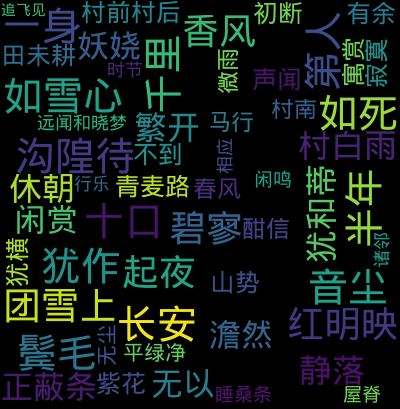 追飞见
一身
村前村后
香风
初断
有余
田未耕
妖娆
时节
千里
微雨
声闻
第一人
寓赏
寂寞
如雪心
远闻和晓梦
繁开
马行
村南
如死
沟隍待
不到
相应
村白雨
休朝
行乐
青麦路
春风
闲鸣
犹和蒂
半年
闲赏
十口
碧寥
酣信
诸邻
犹横
犹作
起夜
山势
音尘
团雪上
长安
澹然
红明映
鬓毛
无尘
平绿净
静落
正蔽条
紫花
无以
睡桑条
屋脊